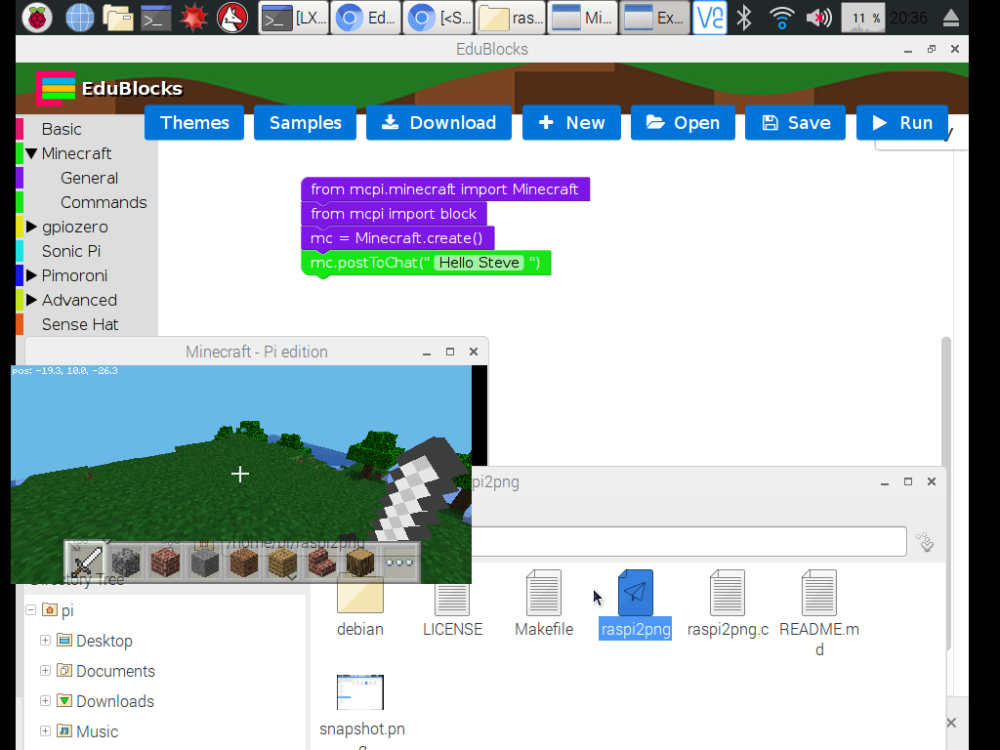 [LX...
Ed...
[<S...
ras...
Mi...
Ex...
11 %
20:36
EduBlocks
EduBlocks
Themes
Samples
Download
New
Open
Save
Run
Basic
Minecraft
General
Commands
gpiozero
Sonic Pi
Pimoroni
Advanced
Sense Hat
from mcpi.minecraft import Minecraft
from mcpi import block
mc = Minecraft.create()
mc.postToChat(" Hello Steve ")
Minecraft - Pi edition
pos: -19.3, 10.0, -26.3
pi2png
/home/pi/raspi2png
Directory Tree
pi
Desktop
Documents
Downloads
Music
debian
LICENSE
Makefile
raspi2png
raspi2png.c
README.m
d
snapshot.pn